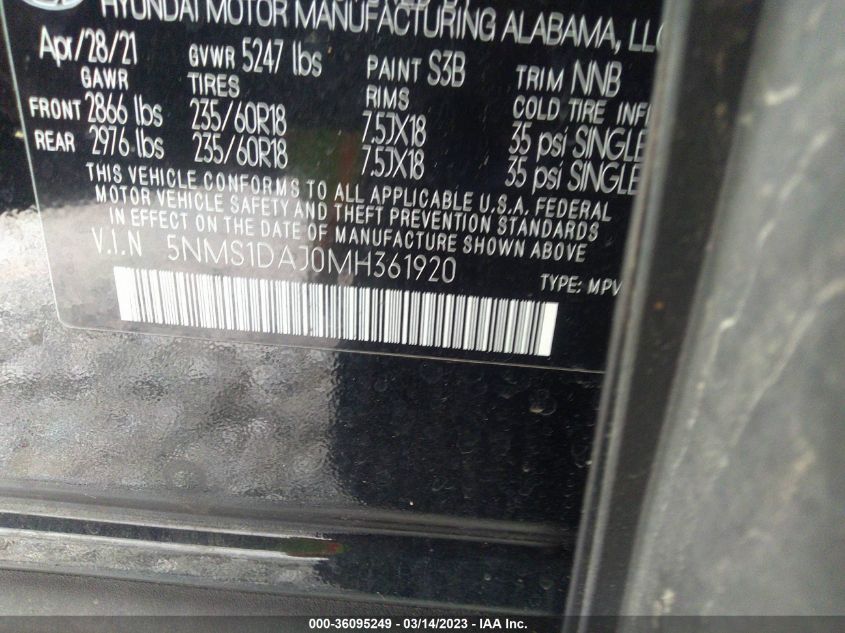 HYUNDAI MOTOR MANUFACTURING ALABAMA, LLC
Apr/28/21 GVWR 5247 lbs PAINT S3B TRIM NNB
GAWR TIRES RIMS COLD TIRE INF
FRONT 2866 lbs 235/60R18 7.5JX18 35 psi SINGLE
REAR 2976 lbs 235/60R18 7.5JX18 35 psi SINGLE
THIS VEHICLE CONFORMS TO ALL APPLICABLE U.S.A. FEDERAL
MOTOR VEHICLE SAFETY AND THEFT PREVENTION STANDARDS
IN EFFECT ON THE DATE OF MANUFACTURE SHOWN ABOVE
V.I.N 5NMS1DAJ0MH361920 TYPE: MPV
000-36095249 - 03/14/2023 - IAA Inc.